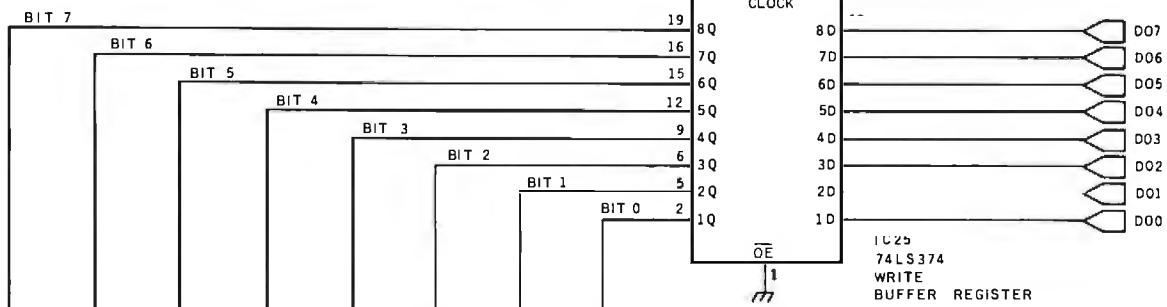 CLOCK
BIT 7 19 8Q 8D DO7
BIT 6 16 7Q 7D DO6
BIT 5 15 6Q 6D DO5
BIT 4 12 5Q 5D DO4
BIT 3 9 4Q 4D DO3
BIT 2 6 3Q 3D DO2
BIT 1 5 2Q 2D DO1
BIT 0 2 1Q 1D DO0
OE
1
IC25
74LS374
WRITE
BUFFER REGISTER